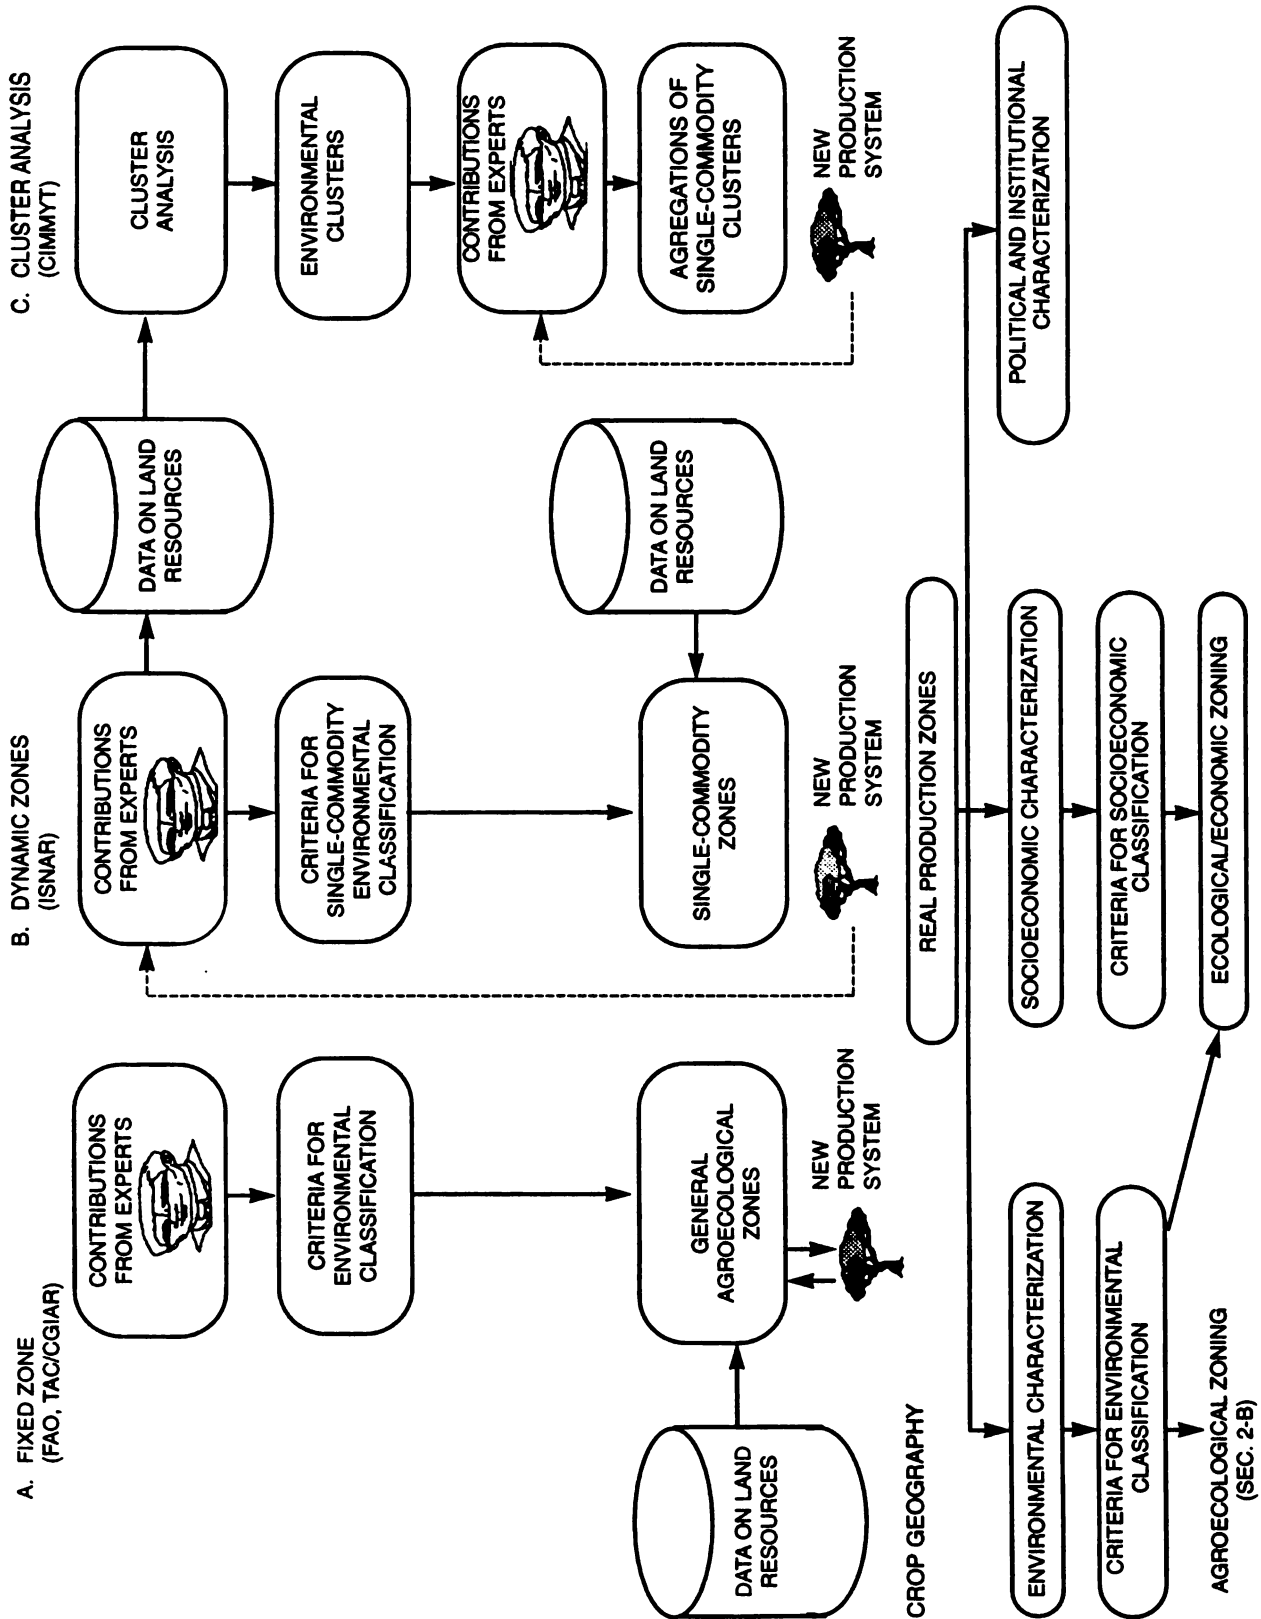 A. FIXED ZONE
(FAO, TAC/CGIAR)
CONTRIBUTIONS
FROM EXPERTS
CRITERIA FOR
ENVIRONMENTAL
CLASSIFICATION
DATA ON LAND
RESOURCES
GENERAL
AGROECOLOGICAL
ZONES
NEW
PRODUCTION
SYSTEM
B. DYNAMIC ZONES
(ISNAR)
CONTRIBUTIONS
FROM EXPERTS
CRITERIA FOR
SINGLE-COMMODITY
ENVIRONMENTAL
CLASSIFICATION
SINGLE-COMMODITY
ZONES
NEW
PRODUCTION
SYSTEM
DATA ON LAND
RESOURCES
DATA ON LAND
RESOURCES
C. CLUSTER ANALYSIS
(CIMMYT)
CLUSTER
ANALYSIS
ENVIRONMENTAL
CLUSTERS
CONTRIBUTIONS
FROM EXPERTS
AGREGATIONS OF
SINGLE-COMMODITY
CLUSTERS
NEW
PRODUCTION
SYSTEM
CROP GEOGRAPHY
REAL PRODUCTION ZONES
ENVIRONMENTAL CHARACTERIZATION
CRITERIA FOR ENVIRONMENTAL
CLASSIFICATION
AGROECOLOGICAL ZONING
(SEC. 2-B)
SOCIOECONOMIC CHARACTERIZATION
CRITERIA FOR SOCIOECONOMIC
CLASSIFICATION
ECOLOGICAL/ECONOMIC ZONING
POLITICAL AND INSTITUTIONAL
CHARACTERIZATION